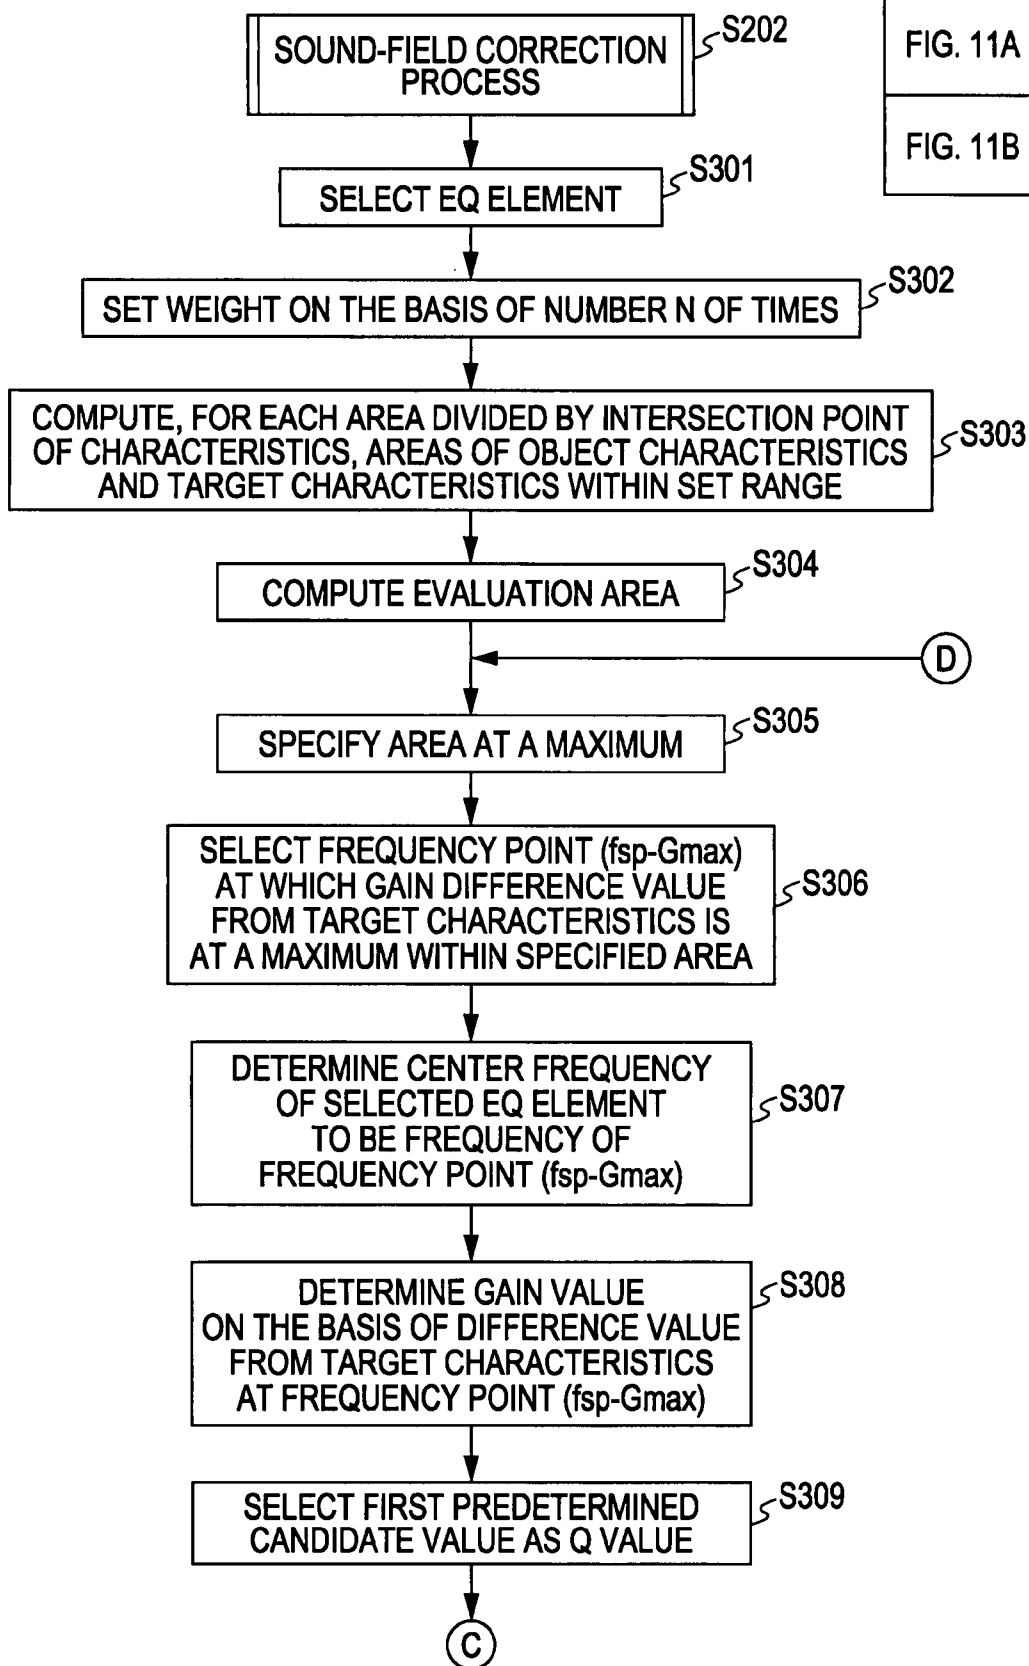 SOUND-FIELD CORRECTION
PROCESS
S202
FIG. 11A
FIG. 11B
SELECT EQ ELEMENT
S301
SET WEIGHT ON THE BASIS OF NUMBER N OF TIMES
S302
COMPUTE, FOR EACH AREA DIVIDED BY INTERSECTION POINT
OF CHARACTERISTICS, AREAS OF OBJECT CHARACTERISTICS
AND TARGET CHARACTERISTICS WITHIN SET RANGE
S303
COMPUTE EVALUATION AREA
S304
D
SPECIFY AREA AT A MAXIMUM
S305
SELECT FREQUENCY POINT (fsp-Gmax)
AT WHICH GAIN DIFFERENCE VALUE
FROM TARGET CHARACTERISTICS IS
AT A MAXIMUM WITHIN SPECIFIED AREA
S306
DETERMINE CENTER FREQUENCY
OF SELECTED EQ ELEMENT
TO BE FREQUENCY OF
FREQUENCY POINT (fsp-Gmax)
S307
DETERMINE GAIN VALUE
ON THE BASIS OF DIFFERENCE VALUE
FROM TARGET CHARACTERISTICS
AT FREQUENCY POINT (fsp-Gmax)
S308
SELECT FIRST PREDETERMINED
CANDIDATE VALUE AS Q VALUE
S309
C